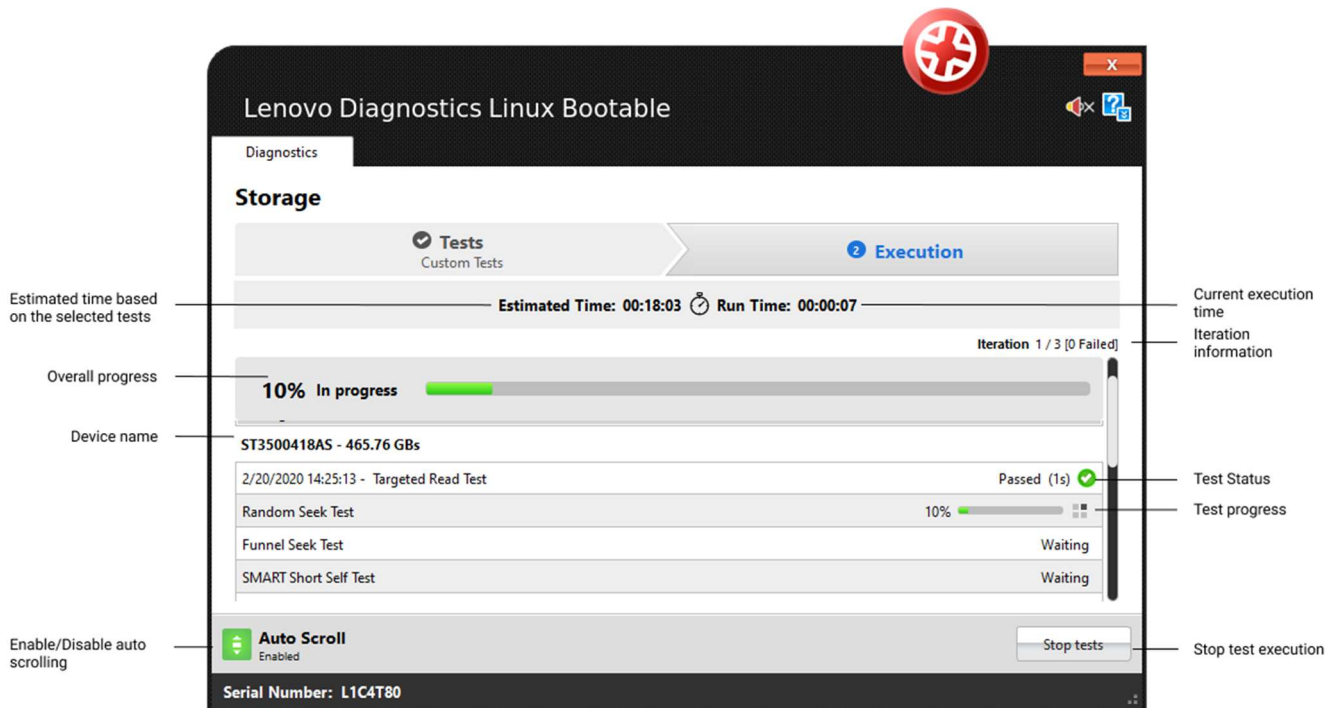 X
Lenovo Diagnostics Linux Bootable
Diagnostics
Storage
Tests
Custom Tests
2 Execution
Estimated time based
on the selected tests
Estimated Time: 00:18:03 Run Time: 00:00:07
Current execution
time
Iteration 1 / 3 [0 Failed]
Iteration
information
Overall progress
10% In progress
Device name
ST3500418AS - 465.76 GBs
2/20/2020 14:25:13 - Targeted Read Test Passed (1s)
Test Status
Random Seek Test 10%
Test progress
Funnel Seek Test Waiting
SMART Short Self Test Waiting
Enable/Disable auto
scrolling
Auto Scroll
Enabled
Stop tests
Stop test execution
Serial Number: L1C4T80